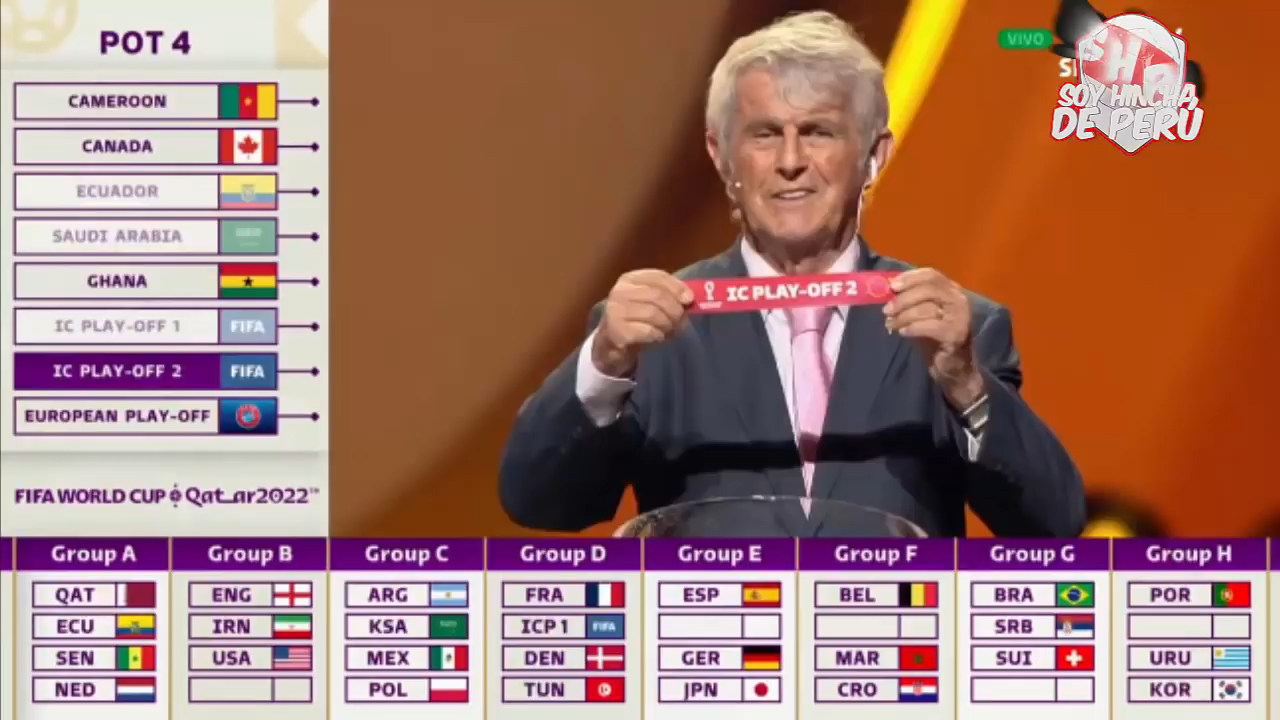 POT 4
CAMEROON
CANADA
ECUADOR
SAUDI ARABIA
GHANA
IC PLAY-OFF 1 FIFA
IC PLAY-OFF 2 FIFA
EUROPEAN PLAY-OFF
FIFA WORLD CUP Qatar2022™
VIVO
SH
SOY HINCHA
DE PERÚ
IC PLAY-OFF 2
Group A
QAT
ECU
SEN
NED
Group B
ENG
IRN
USA
Group C
ARG
KSA
MEX
POL
Group D
FRA
ICP 1 FIFA
DEN
TUN
Group E
ESP
GER
JPN
Group F
BEL
MAR
CRO
Group G
BRA
SRB
SUI
Group H
POR
URU
KOR